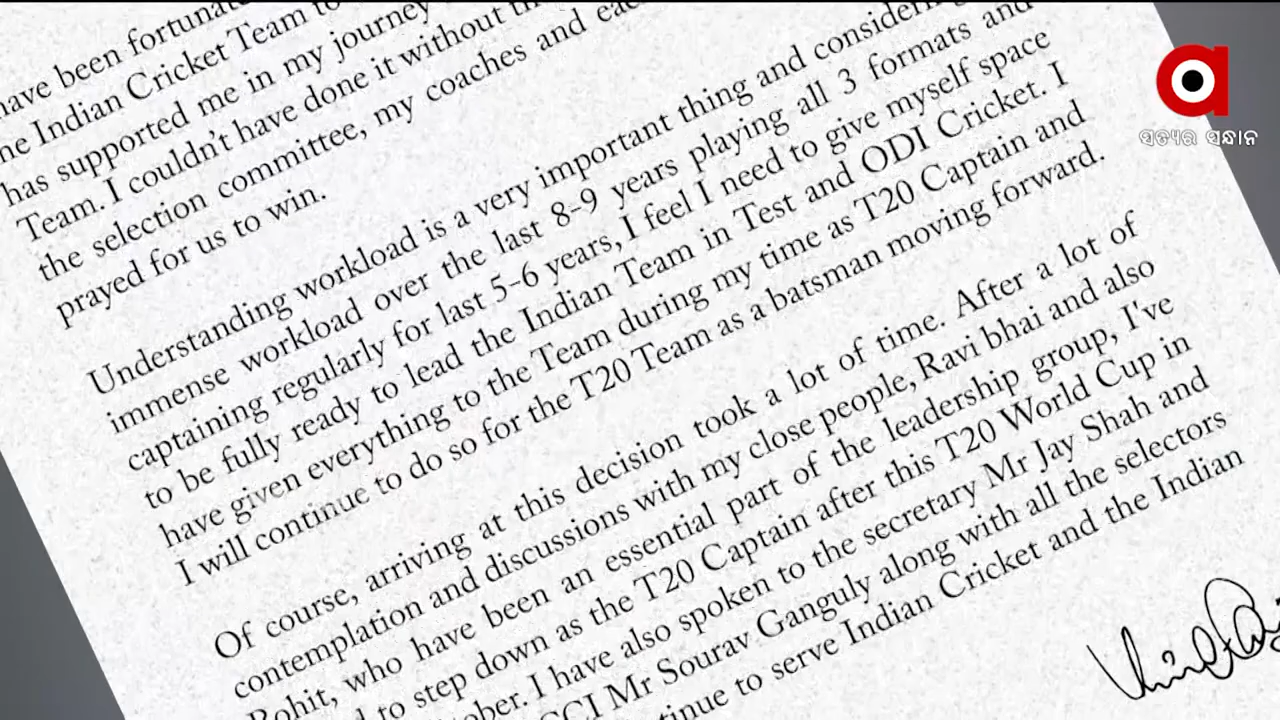 have been fortunate
Indian Cricket Team to
has supported me in my journey
Team. I couldn't have done it without the
the selection committee, my coaches and each
prayed for us to win.
Understanding workload is a very important thing and considering
immense workload over the last 8-9 years playing all 3 formats and
captaining regularly for last 5-6 years, I feel I need to give myself space
to be fully ready to lead the Indian Team in Test and ODI Cricket. I
have given everything to the Team during my time as T20 Captain and
I will continue to do so for the T20 Team as a batsman moving forward.
Of course, arriving at this decision took a lot of time. After a lot of
contemplation and discussions with my close people, Ravi bhai and also
Rohit, who have been an essential part of the leadership group, I've
to step down as the T20 Captain after this T20 World Cup in
I have also spoken to the secretary Mr Jay Shah and
Mr Sourav Ganguly along with all the selectors
to serve Indian Cricket and the Indian
ସତ୍ୟର ସନ୍ଧାନ